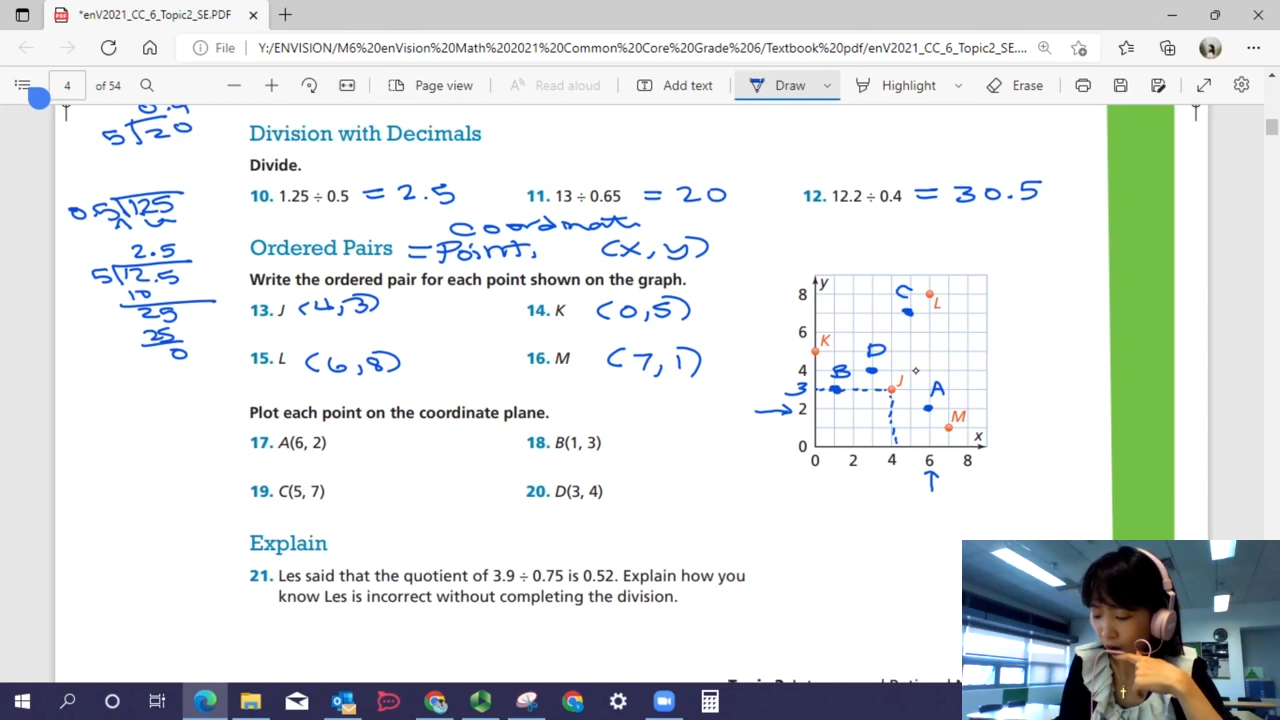 *enV2021_CC_6_Topic2_SE.PDF
File Y:/ENVISION/M6%20enVision%20Math%202021%20Common%20Core%20Grade%206/Textbook%20pdf/enV2021_CC_6_Topic2_SE....
4 of 54 Page view Read aloud Add text Draw Highlight Erase
5 20
Division with Decimals
Divide.
10. 1.25 ÷ 0.5 = 2.5 11. 13 ÷ 0.65 = 20 12. 12.2 ÷ 0.4 = 30.5
0.5 1.25
Coordinate
Ordered Pairs = Point, (x, y)
2.5
5 12.5
10
25
25
0
Write the ordered pair for each point shown on the graph.
13. J (4,3) 14. K (0,5)
15. L (6,8) 16. M (7,1)
Plot each point on the coordinate plane.
17. A(6, 2) 18. B(1, 3)
19. C(5, 7) 20. D(3, 4)
y
8 C L
6
K
D
4 B J
3 A
2 M
0 x
0 2 4 6 8
Explain
21. Les said that the quotient of 3.9 ÷ 0.75 is 0.52. Explain how you
know Les is incorrect without completing the division.